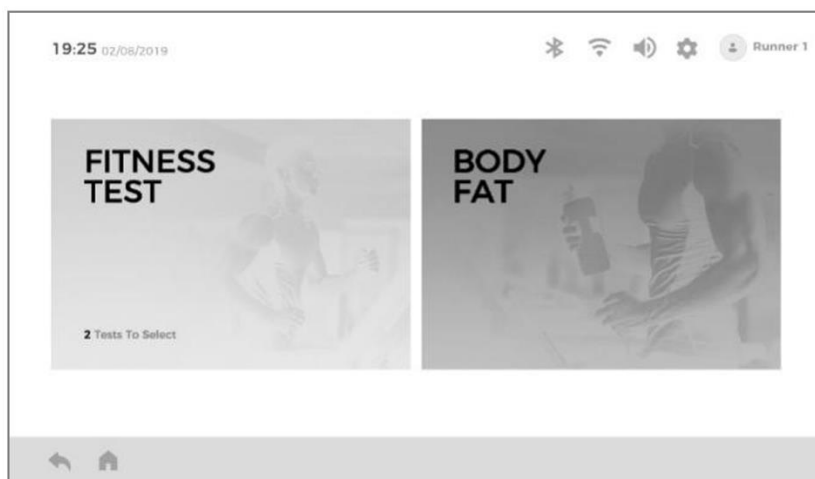 19:25 02/08/2019
Runner 1
FITNESS
TEST
2 Tests To Select
BODY
FAT